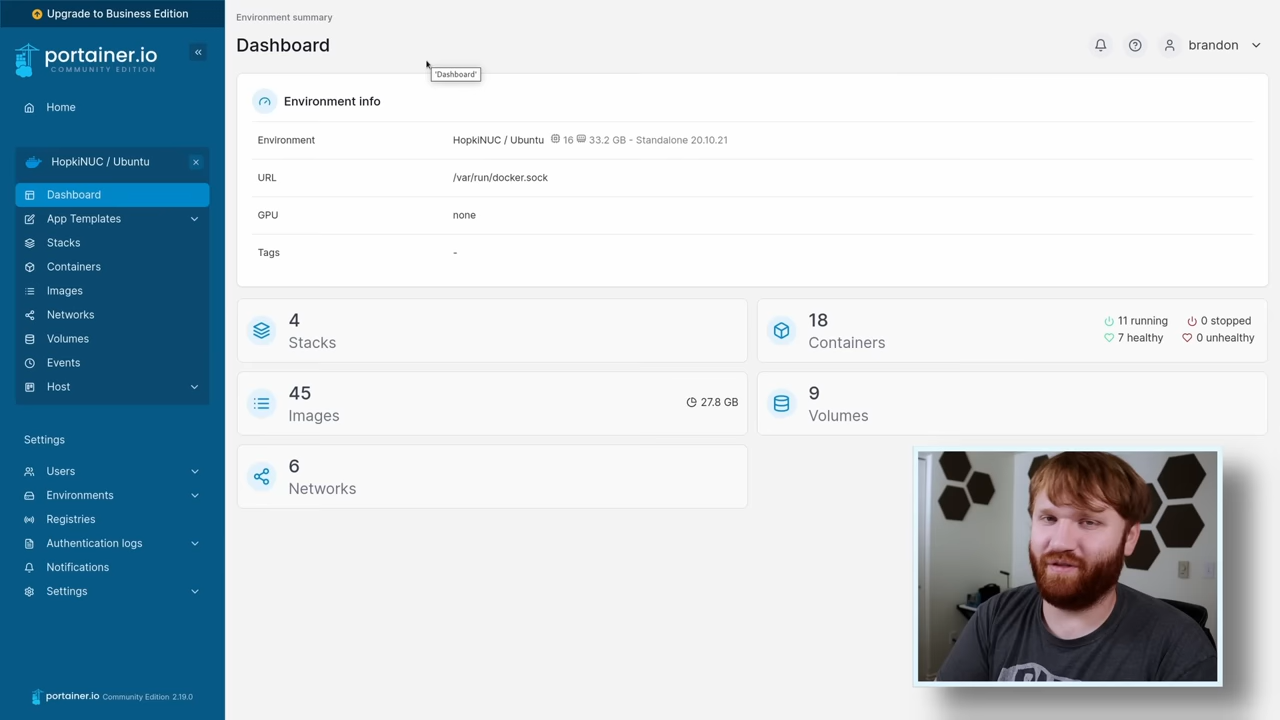 Upgrade to Business Edition
portainer.io
COMMUNITY EDITION
Home
HopkiNUC / Ubuntu
Dashboard
App Templates
Stacks
Containers
Images
Networks
Volumes
Events
Host
Settings
Users
Environments
Registries
Authentication logs
Notifications
Settings
portainer.io Community Edition 2.19.0
Environment summary
Dashboard
'Dashboard'
brandon
Environment info
Environment HopkiNUC / Ubuntu 16 33.2 GB - Standalone 20.10.21
URL /var/run/docker.sock
GPU none
Tags -
4
Stacks
18
Containers
11 running 0 stopped
7 healthy 0 unhealthy
45
Images
27.8 GB
9
Volumes
6
Networks